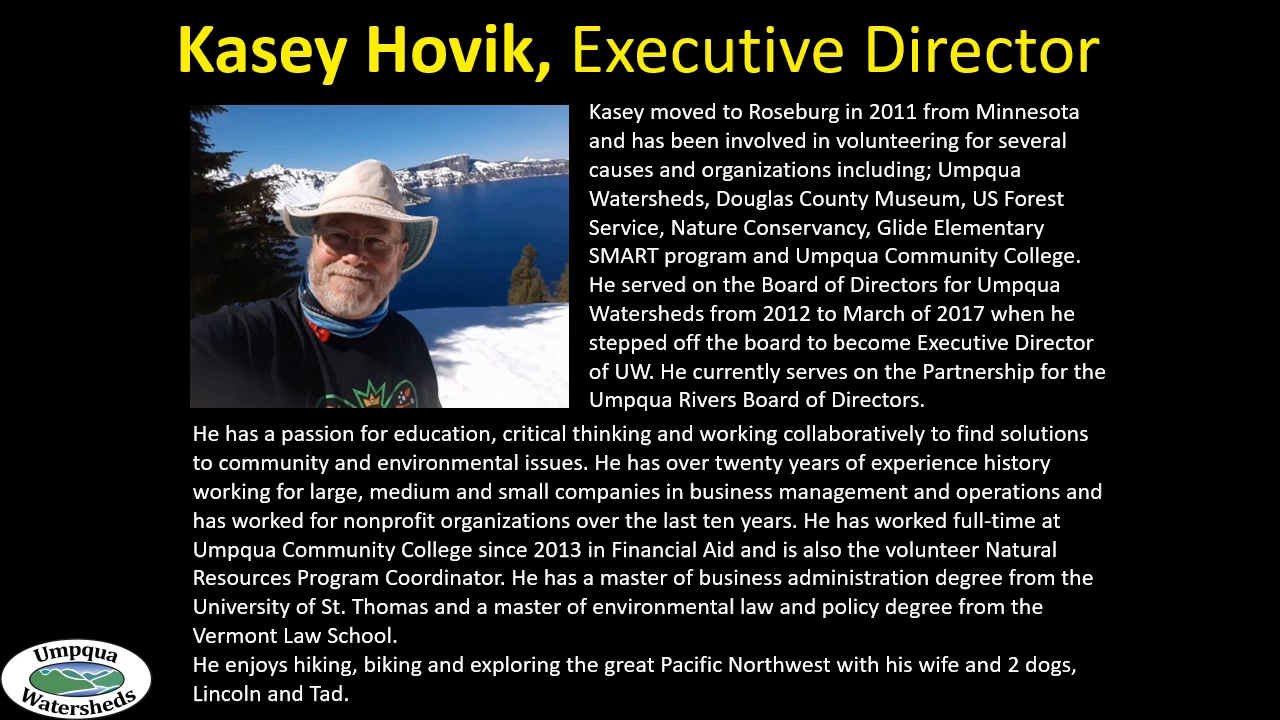 Kasey Hovik, Executive Director
Kasey moved to Roseburg in 2011 from Minnesota
and has been involved in volunteering for several
causes and organizations including; Umpqua
Watersheds, Douglas County Museum, US Forest
Service, Nature Conservancy, Glide Elementary
SMART program and Umpqua Community College.
He served on the Board of Directors for Umpqua
Watersheds from 2012 to March of 2017 when he
stepped off the board to become Executive Director
of UW. He currently serves on the Partnership for the
Umpqua Rivers Board of Directors.
He has a passion for education, critical thinking and working collaboratively to find solutions
to community and environmental issues. He has over twenty years of experience history
working for large, medium and small companies in business management and operations and
has worked for nonprofit organizations over the last ten years. He has worked full-time at
Umpqua Community College since 2013 in Financial Aid and is also the volunteer Natural
Resources Program Coordinator. He has a master of business administration degree from the
University of St. Thomas and a master of environmental law and policy degree from the
Vermont Law School.
He enjoys hiking, biking and exploring the great Pacific Northwest with his wife and 2 dogs,
Lincoln and Tad.
Umpqua
Watersheds